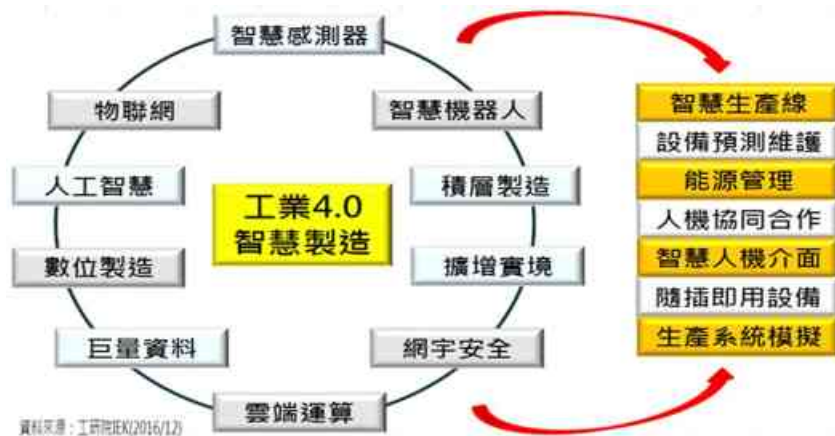 智慧感測器
物聯網
智慧機器人
人工智慧
積層製造
工業4.0
智慧製造
數位製造
擴增實境
巨量資料
網宇安全
雲端運算
智慧生產線
設備預測維護
能源管理
人機協同合作
智慧人機介面
隨插即用設備
生產系統模擬
資料來源：工研院IEK(2016/12)